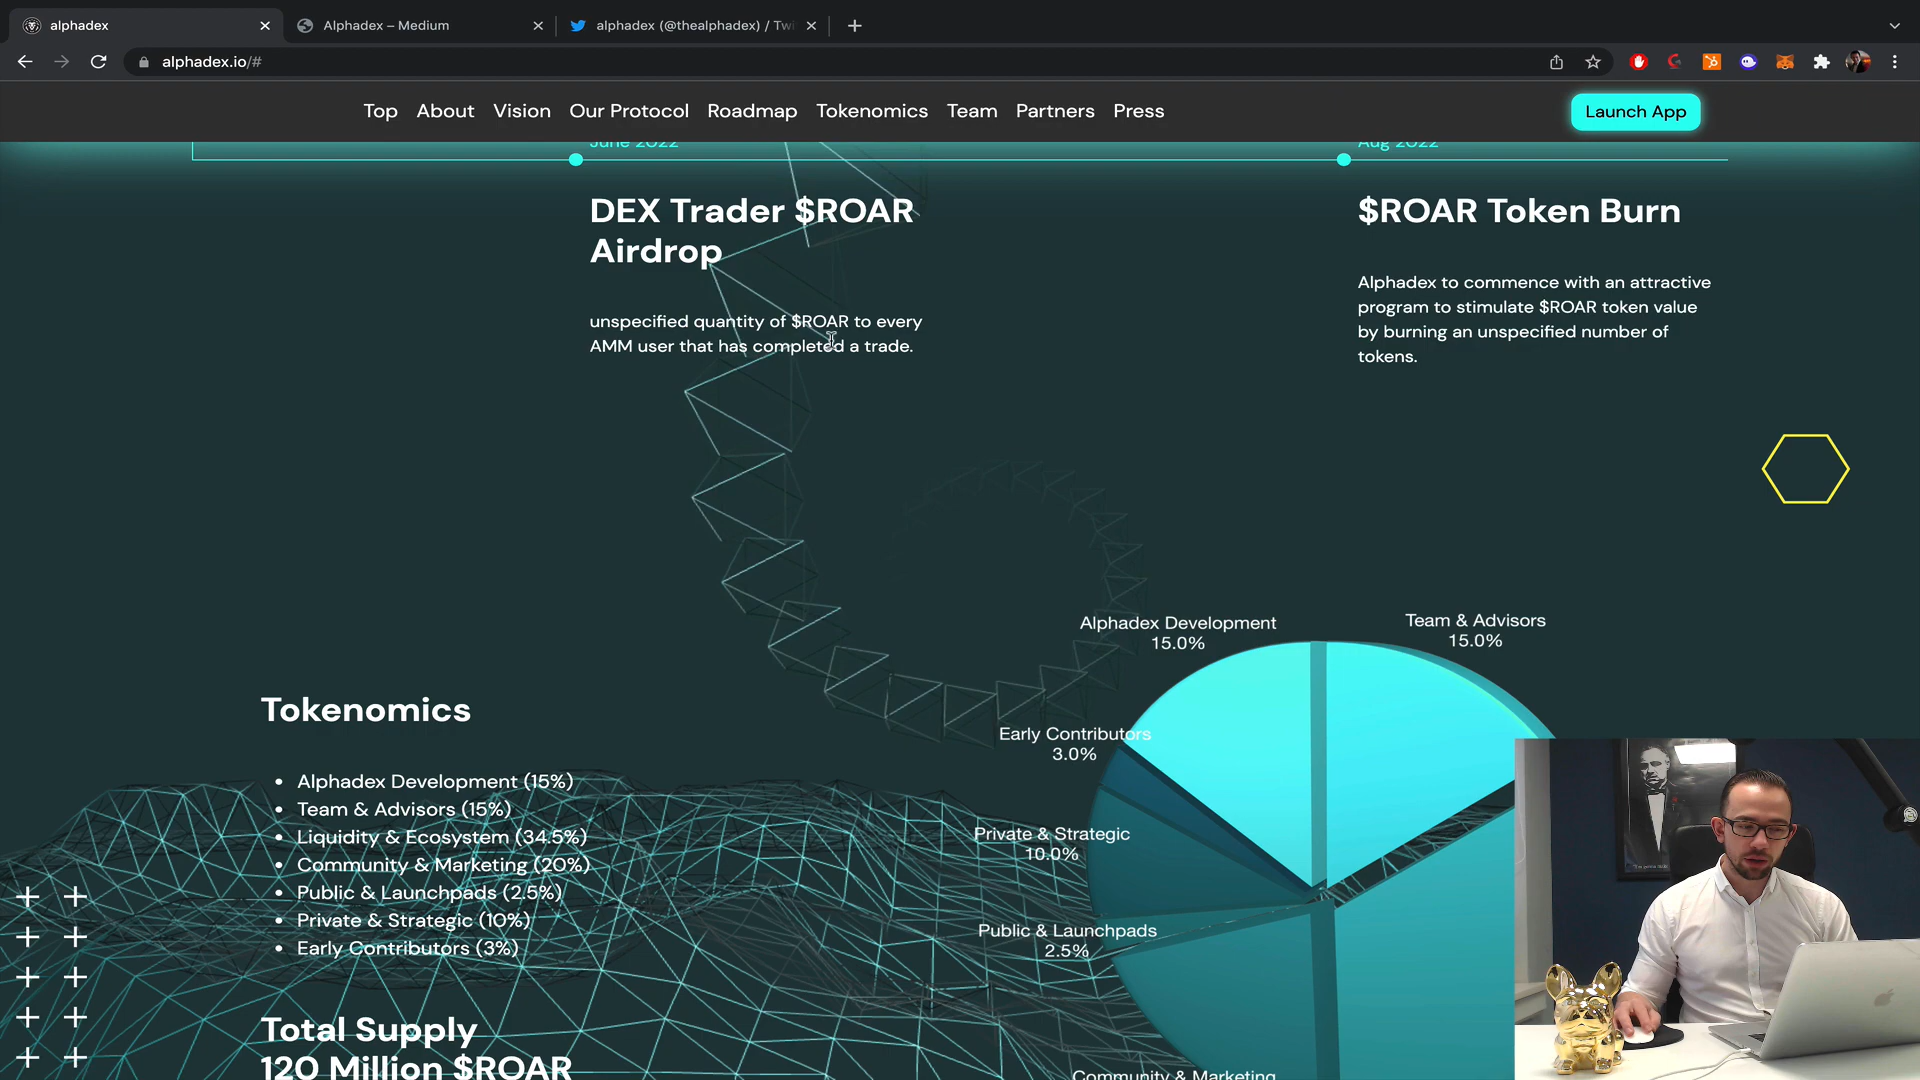 alphadex
Alphadex – Medium
alphadex (@thealphadex) / Twi
alphadex.io/#
Top About Vision Our Protocol Roadmap Tokenomics Team Partners Press
Launch App
June 2022
Aug 2022
DEX Trader $ROAR
Airdrop
unspecified quantity of $ROAR to every
AMM user that has completed a trade.
$ROAR Token Burn
Alphadex to commence with an attractive
program to stimulate $ROAR token value
by burning an unspecified number of
tokens.
Tokenomics
• Alphadex Development (15%)
• Team & Advisors (15%)
• Liquidity & Ecosystem (34.5%)
• Community & Marketing (20%)
• Public & Launchpads (2.5%)
• Private & Strategic (10%)
• Early Contributors (3%)
Total Supply
120 Million $ROAR
Alphadex Development
15.0%
Team & Advisors
15.0%
Early Contributors
3.0%
Private & Strategic
10.0%
Public & Launchpads
2.5%
Community & Marketing